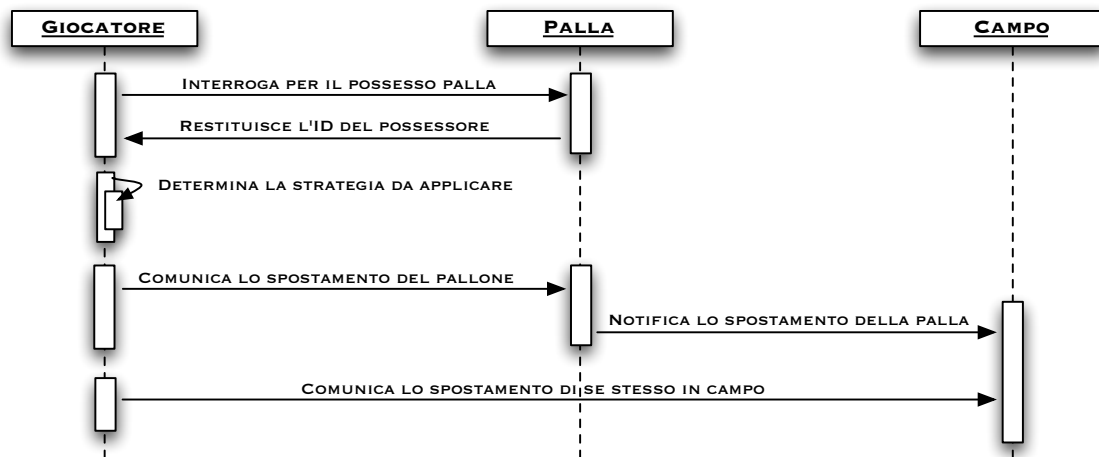 GIOCATORE
PALLA
CAMPO
INTERROGA PER IL POSSESSO PALLA
RESTITUISCE L'ID DEL POSSESSORE
DETERMINA LA STRATEGIA DA APPLICARE
COMUNICA LO SPOSTAMENTO DEL PALLONE
NOTIFICA LO SPOSTAMENTO DELLA PALLA
COMUNICA LO SPOSTAMENTO DI SE STESSO IN CAMPO